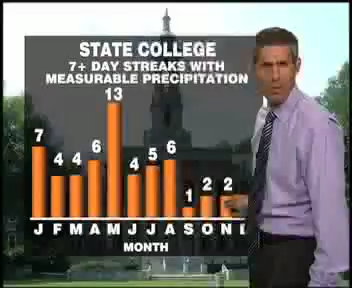 STATE COLLEGE
7+ DAY STREAKS WITH
MEASURABLE PRECIPITATION
13
7 4 4 6 4 5 6 1 2 2
J F M A M J J A S O N
MONTH